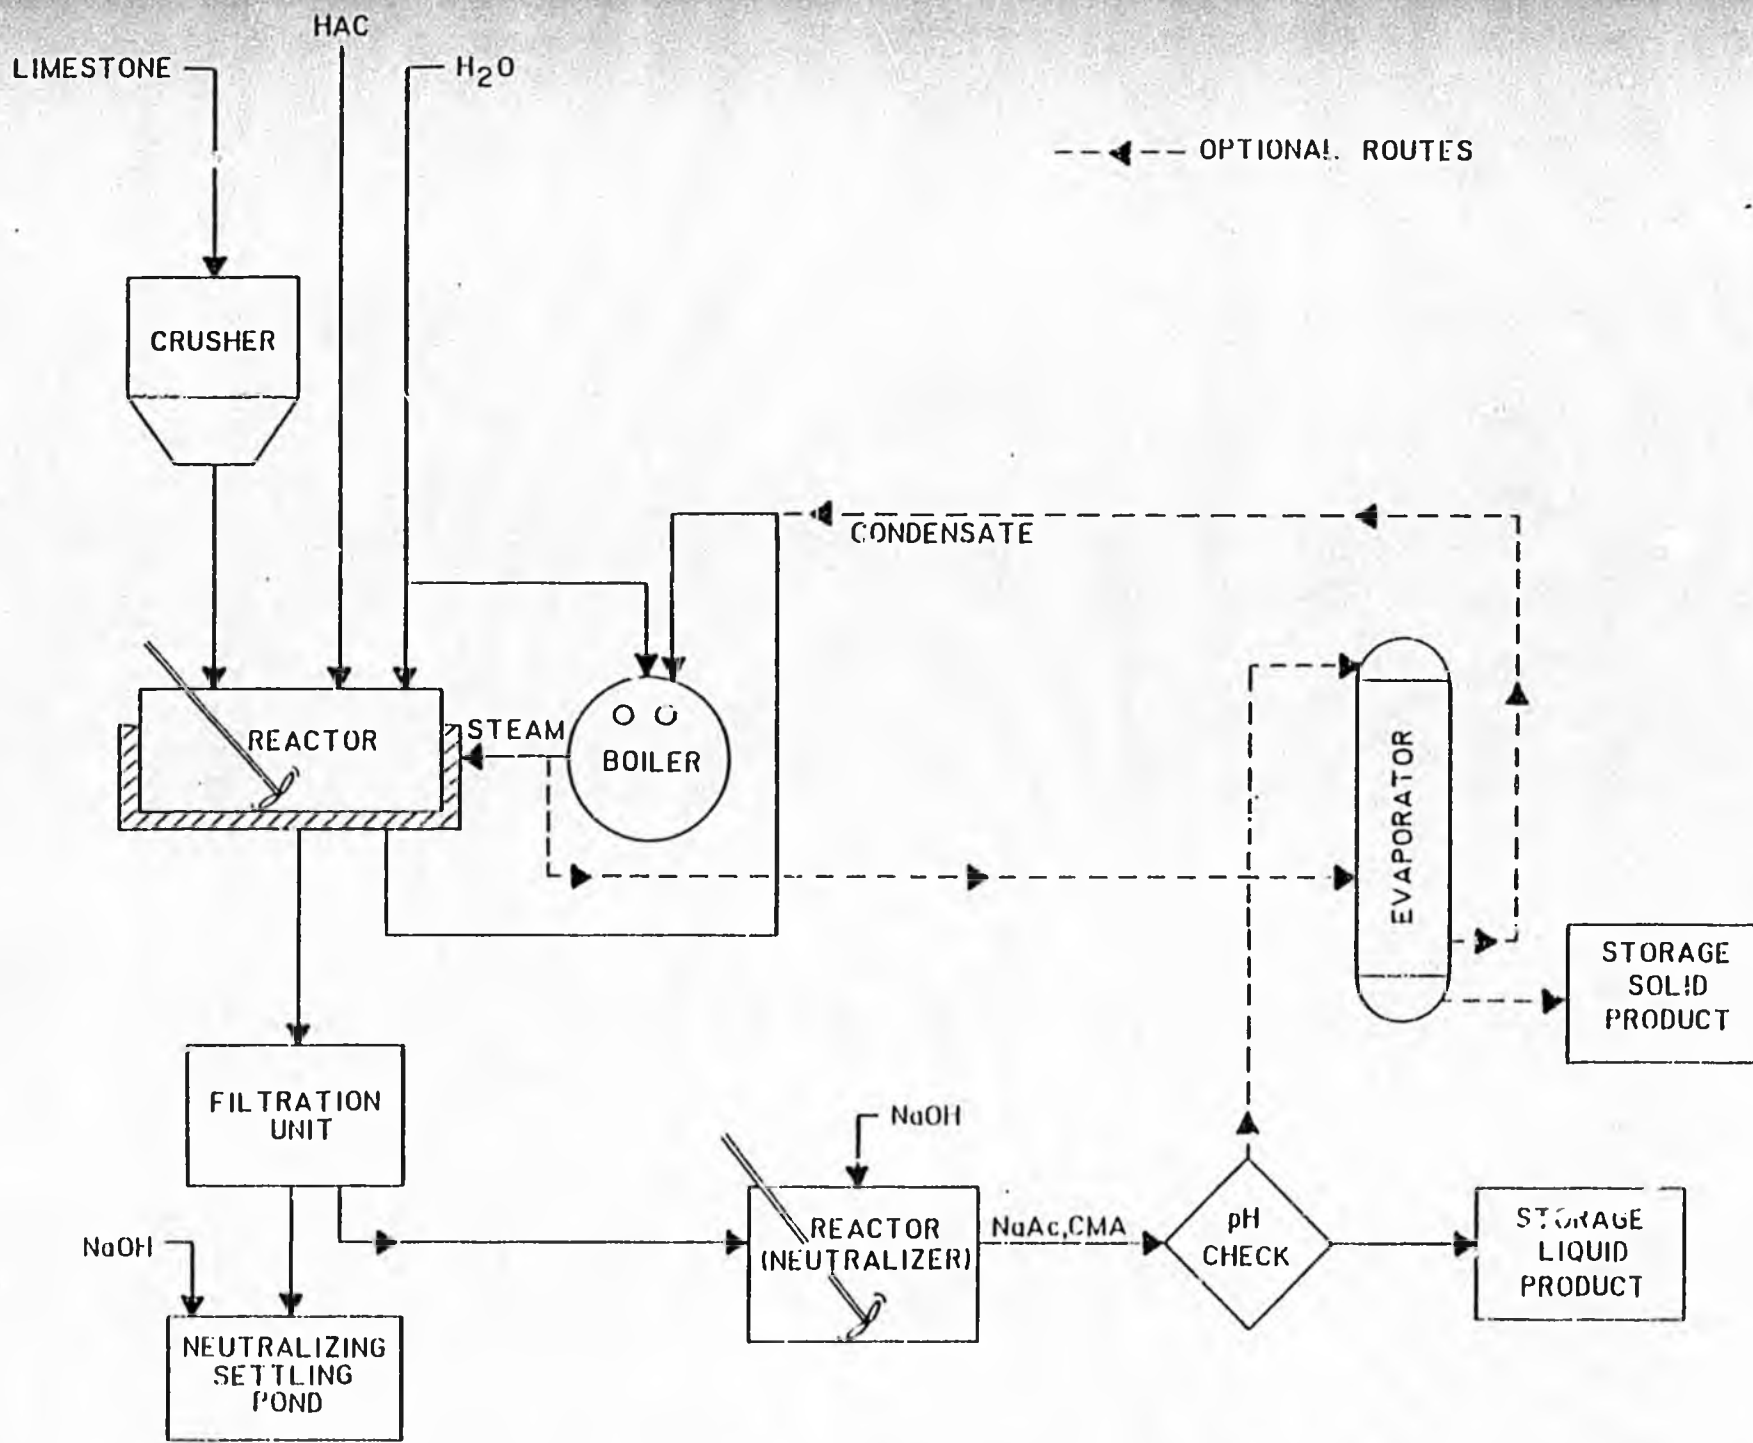 HAC
LIMESTONE
H2O
OPTIONAL ROUTES
CRUSHER
CONDENSATE
STEAM
REACTOR
BOILER
EVAPORATOR
STORAGE
SOLID
PRODUCT
FILTRATION
UNIT
NaOH
REACTOR
(NEUTRALIZER)
NaAc,CMA
pH
CHECK
STORAGE
LIQUID
PRODUCT
NaOH
NEUTRALIZING
SETTLING
POND